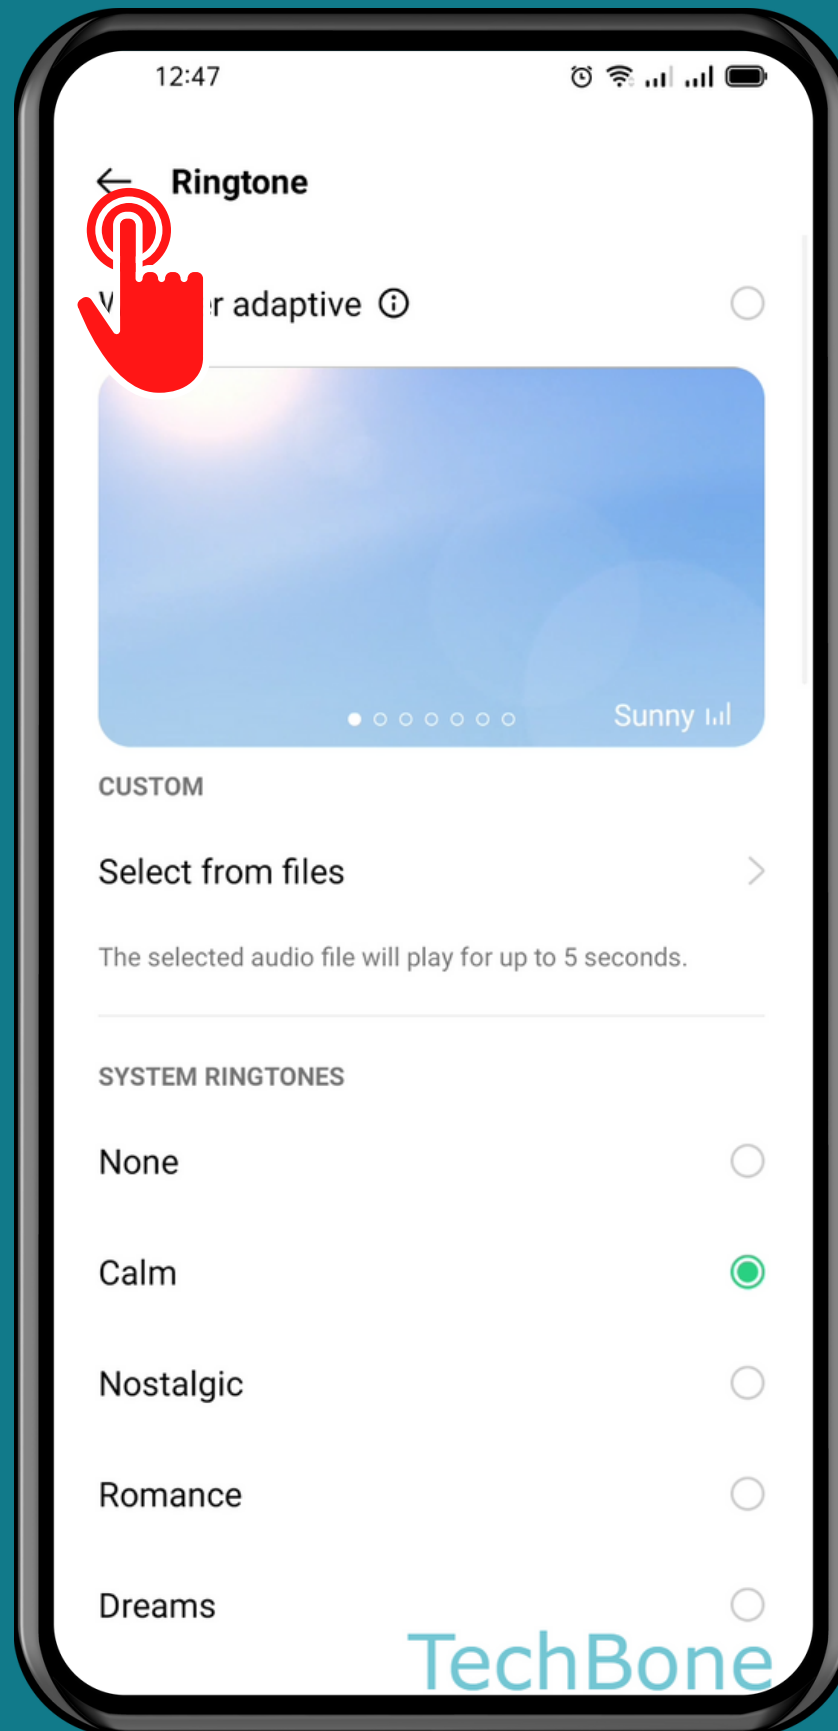 12:47
Ringtone
adaptive
Sunny
CUSTOM
Select from files
The selected audio file will play for up to 5 seconds.
SYSTEM RINGTONES
None
Calm
Nostalgic
Romance
Dreams
TechBone